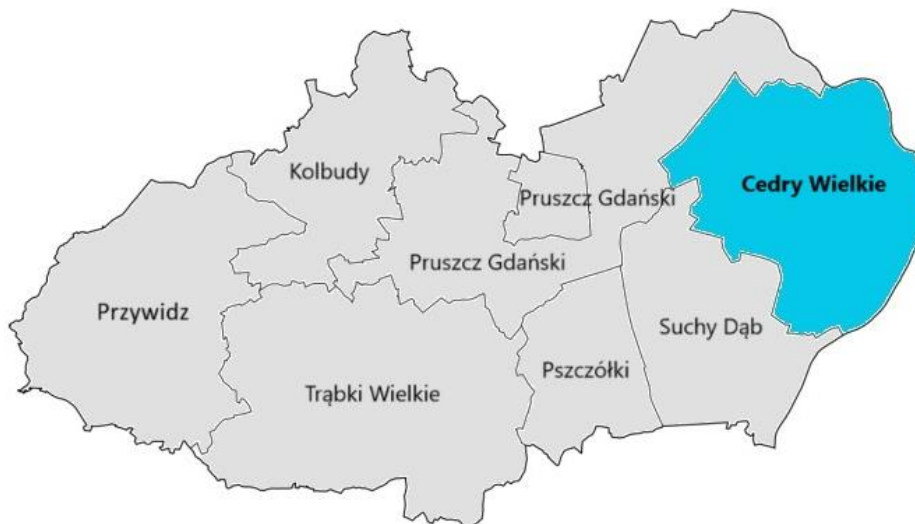 Kolbudy
Cedry Wielkie
Pruszcz Gdański
Pruszcz Gdański
Przywidz
Suchy Dąb
Pszczółki
Trąbki Wielkie